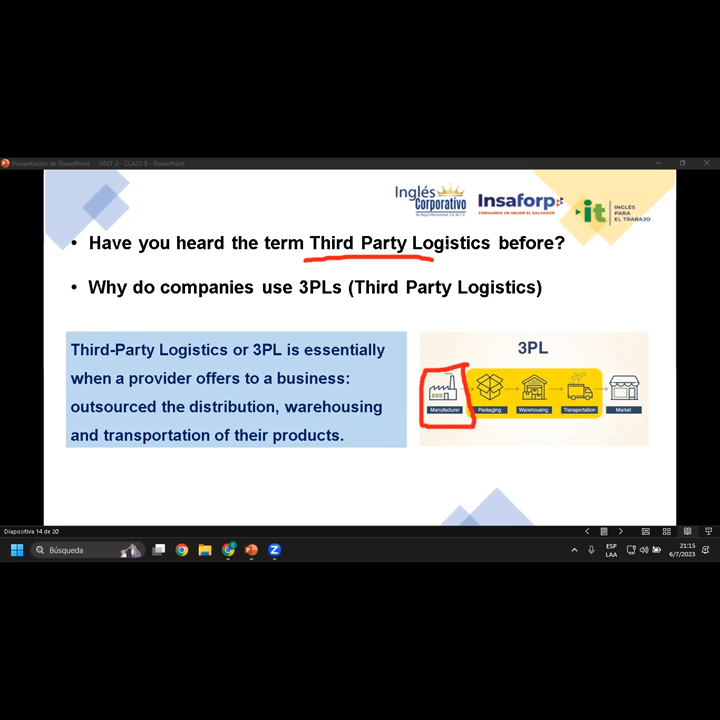 Presentación de PowerPoint - UNIT 2 - CLASS 9 - PowerPoint
Inglés
Corporativo
Insaforp
FORMANDO UN MEJOR EL SALVADOR
it
INGLÉS
PARA
EL TRABAJO
• Have you heard the term Third Party Logistics before?
• Why do companies use 3PLs (Third Party Logistics)
Third-Party Logistics or 3PL is essentially
when a provider offers to a business:
outsourced the distribution, warehousing
and transportation of their products.
3PL
Manufacturer
Packaging
Warehousing
Transportation
Market
Diapositiva 14 de 20
Búsqueda
ESP
LAA
21:15
6/7/2023